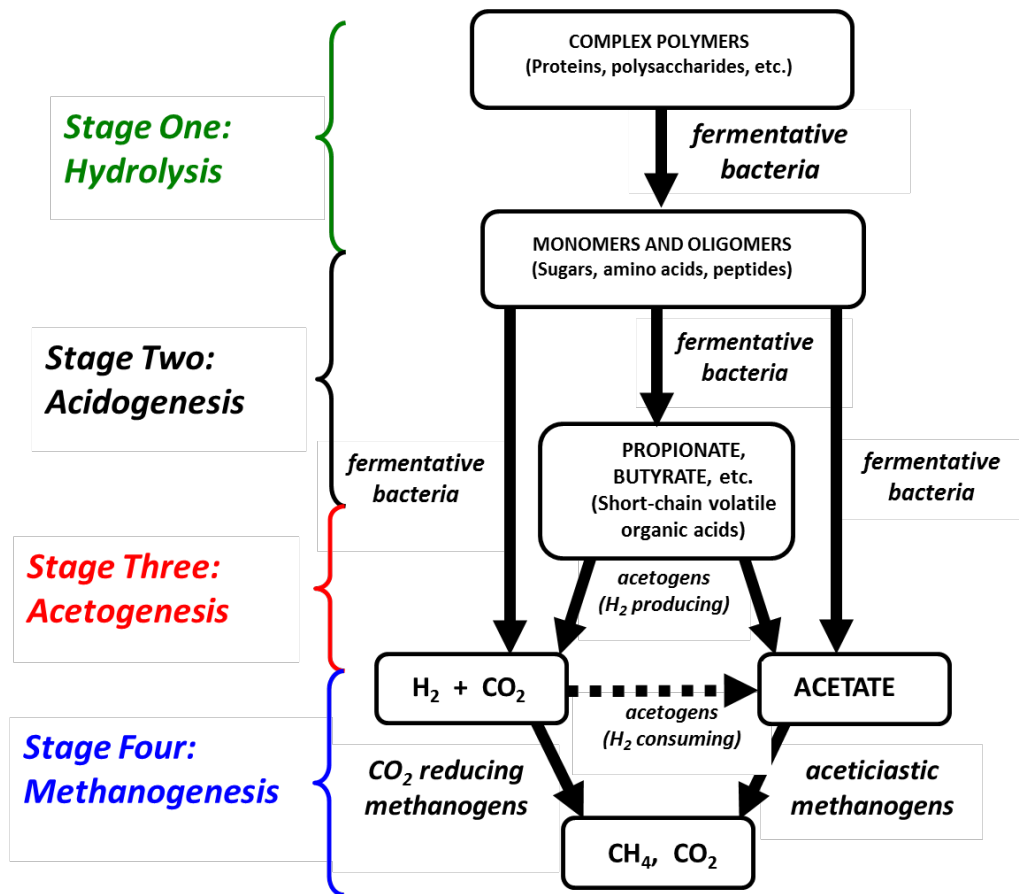 COMPLEX POLYMERS
(Proteins, polysaccharides, etc.)
Stage One:
Hydrolysis
fermentative
bacteria
MONOMERS AND OLIGOMERS
(Sugars, amino acids, peptides)
Stage Two:
Acidogenesis
fermentative
bacteria
fermentative
bacteria
PROPIONATE,
BUTYRATE, etc.
(Short-chain volatile
organic acids)
fermentative
bacteria
Stage Three:
Acetogenesis
acetogens
(H₂ producing)
H₂ + CO₂
ACETATE
acetogens
(H₂ consuming)
Stage Four:
Methanogenesis
CO₂ reducing
methanogens
aceticiastic
methanogens
CH₄, CO₂